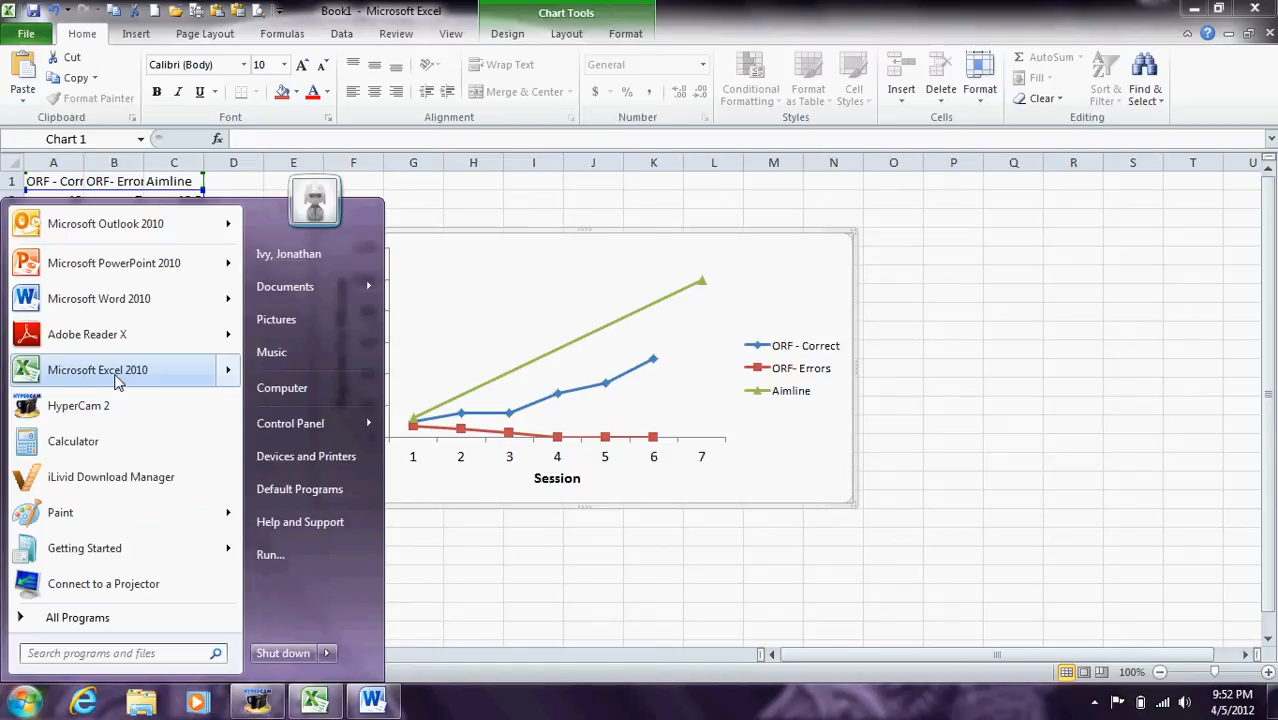 Book1 - Microsoft Excel
Chart Tools
File Home Insert Page Layout Formulas Data Review View Design Layout Format
Paste
Cut
Copy
Format Painter
Clipboard
Calibri (Body) 10
B I U
Font
Wrap Text
Merge & Center
Alignment
General
$ % ,
Number
Conditional Formatting
Format as Table
Cell Styles
Styles
Insert
Delete
Format
Cells
AutoSum
Fill
Clear
Sort & Filter
Find & Select
Editing
Chart 1
fx
A B C D E F G H I J K L M N O P Q R S T U
1 ORF - Corr ORF- Error Aimline
Microsoft Outlook 2010
Microsoft PowerPoint 2010
Microsoft Word 2010
Adobe Reader X
Microsoft Excel 2010
HyperCam 2
Calculator
iLivid Download Manager
Paint
Getting Started
Connect to a Projector
All Programs
Search programs and files
Ivy, Jonathan
Documents
Pictures
Music
Computer
Control Panel
Devices and Printers
Default Programs
Help and Support
Run...
Shut down
ORF - Correct
ORF- Errors
Aimline
1 2 3 4 5 6 7
Session
100%
9:52 PM
4/5/2012